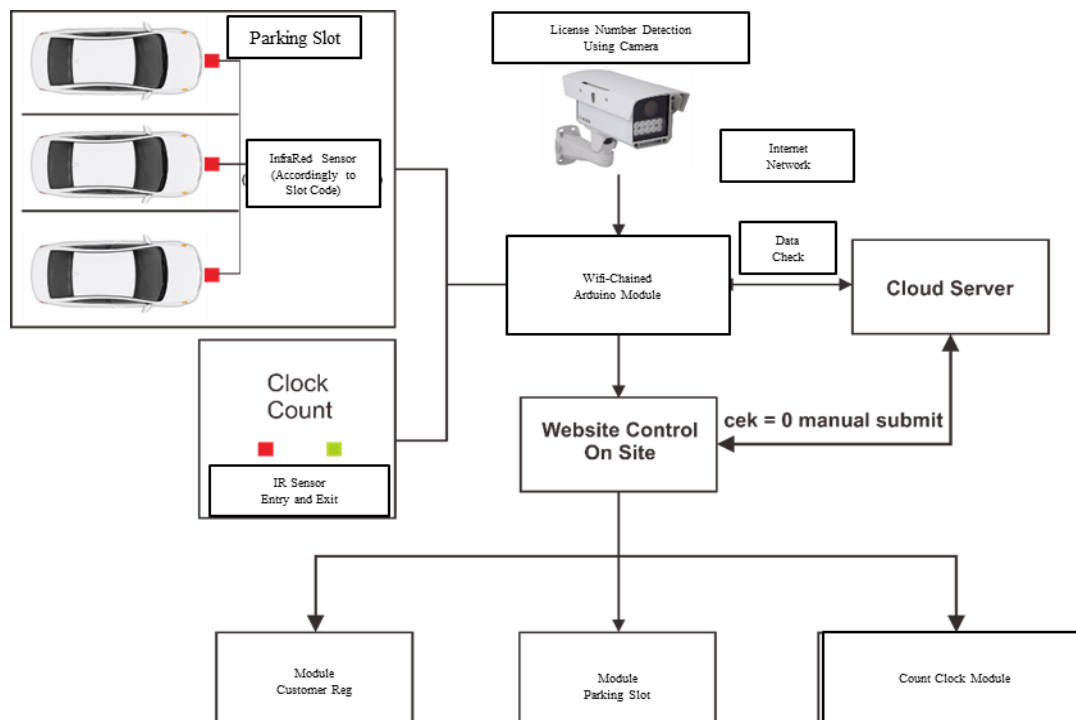 Parking Slot
License Number Detection
Using Camera
InfraRed Sensor
(Accordingly to
Slot Code)
Internet
Network
Data
Check
Wifi-Chained
Arduino Module
Cloud Server
Clock
Count
IR Sensor
Entry and Exit
Website Control
On Site
cek = 0 manual submit
Module
Customer Reg
Module
Parking Slot
Count Clock Module